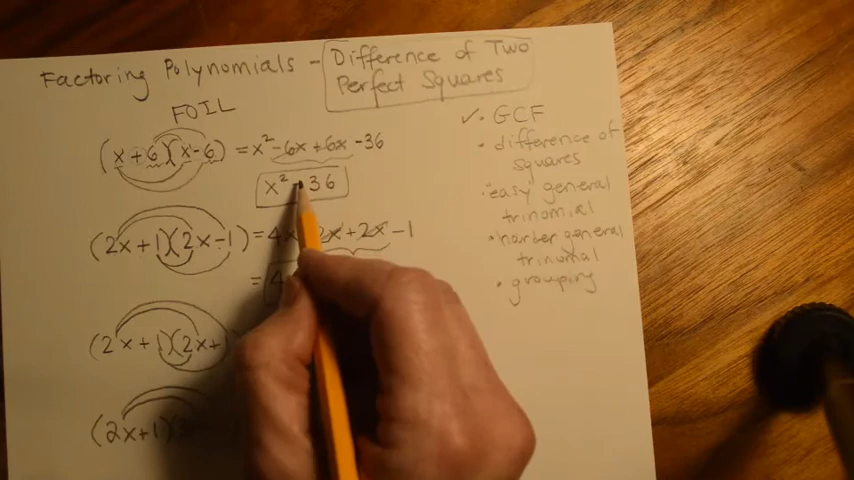 Factoring Polynomials - Difference of Two
Perfect Squares
FOIL
(x+6)(x-6) = x²-6x+6x-36
x² - 36
(2x+1)(2x-1) = 4x 2x+2x-1
= 4
(2x+1)(2x+1
(2x+1)(
✓• GCF
• difference of
squares
• "easy" general
trinomial
• harder general
trinomial
• grouping